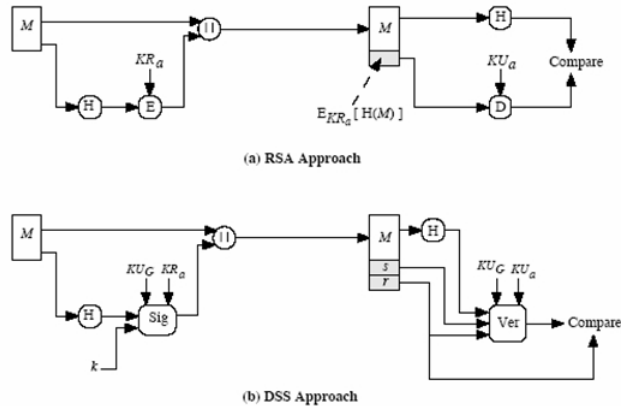 M
||
M
H
KRa
KUa
Compare
H
E
D
EKRa [ H(M) ]
(a) RSA Approach
M
||
M
H
s
r
KUG KRa
KUG KUa
H
Sig
Ver
Compare
k
(b) DSS Approach